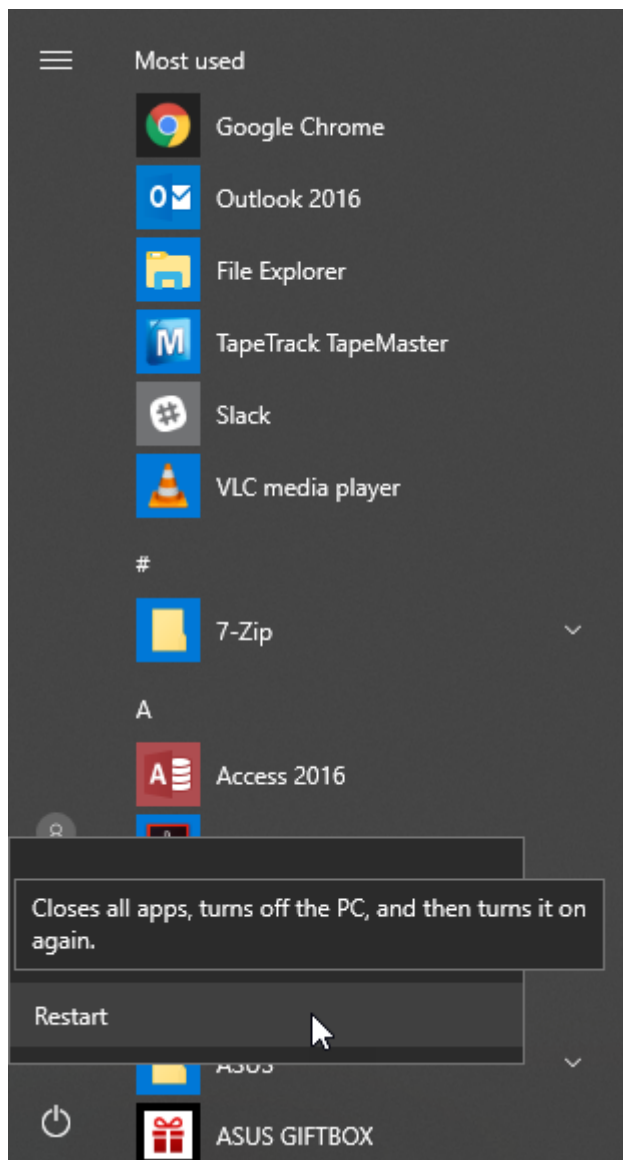 Most used
Google Chrome
Outlook 2016
File Explorer
TapeTrack TapeMaster
Slack
VLC media player
#
7-Zip
A
Access 2016
Closes all apps, turns off the PC, and then turns it on
again.
Restart
ASUS
ASUS GIFTBOX